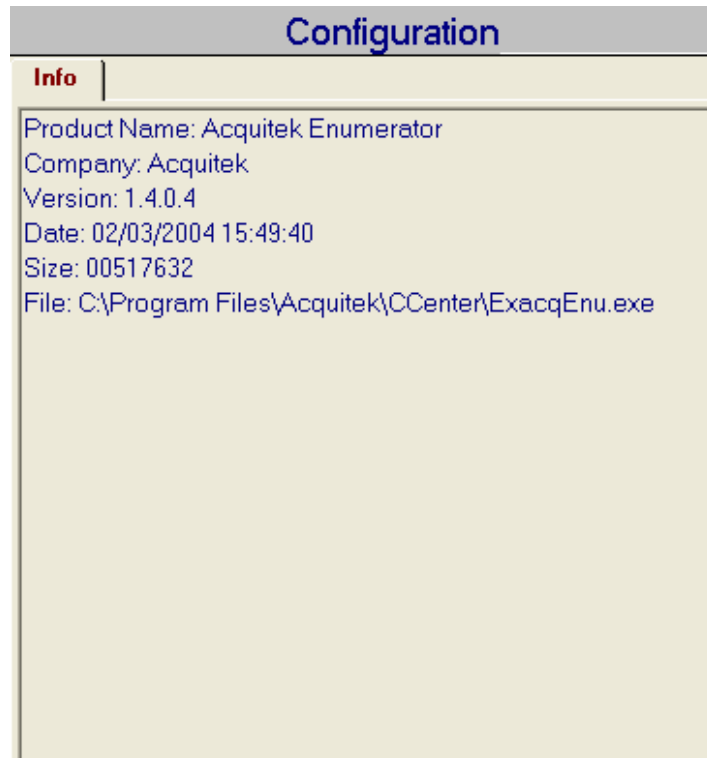 Configuration
Info
Product Name: Acquitek Enumerator
Company: Acquitek
Version: 1.4.0.4
Date: 02/03/2004 15:49:40
Size: 00517632
File: C:\Program Files\Acquitek\CCenter\ExacqEnu.exe